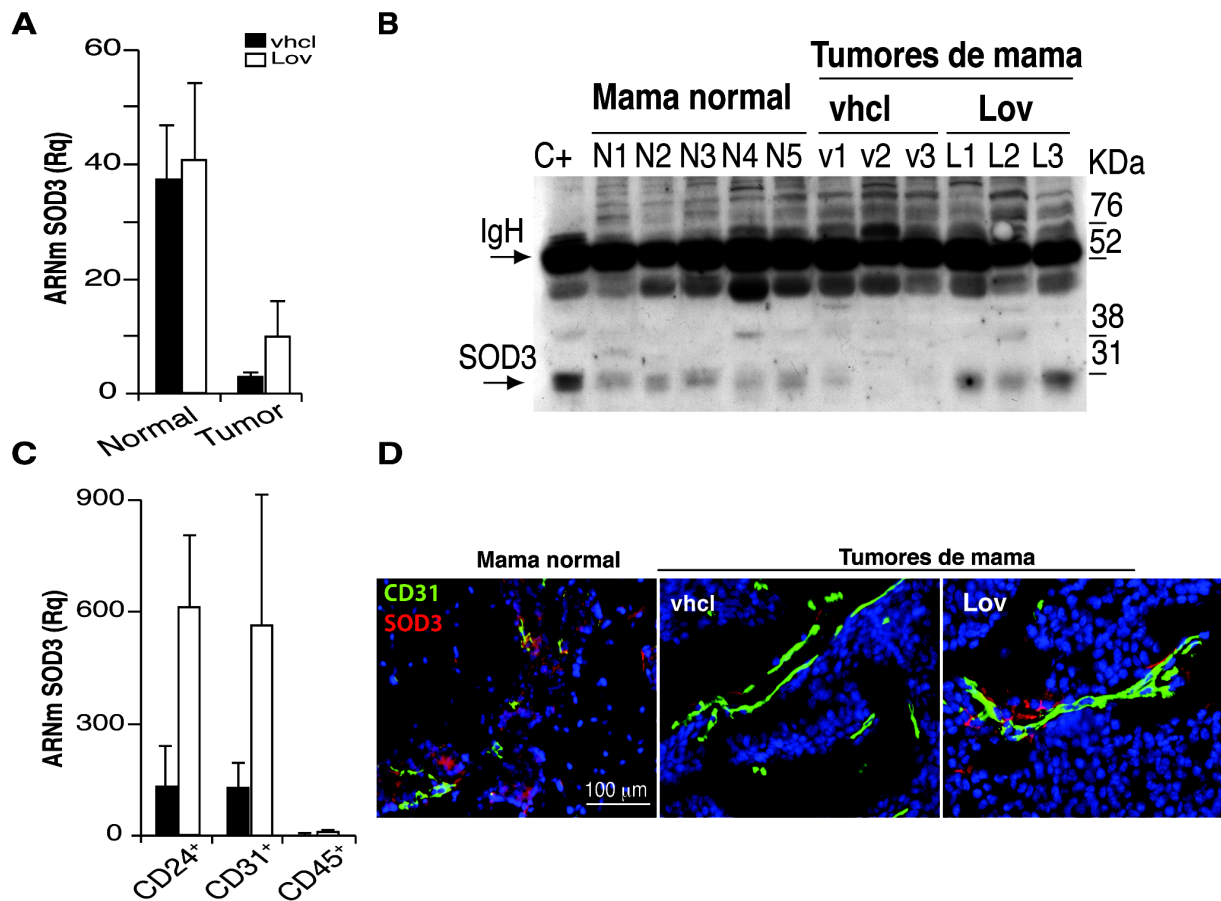 A
vhcl
Lov
60
40
20
0
ARNm SOD3 (Rq)
Normal
Tumor
B
Tumores de mama
Mama normal
vhcl
Lov
C+ N1 N2 N3 N4 N5 v1 v2 v3 L1 L2 L3 KDa
IgH
SOD3
76
52
38
31
C
900
600
300
0
ARNm SOD3 (Rq)
CD24+
CD31+
CD45+
D
Mama normal
Tumores de mama
CD31
SOD3
100 µm
vhcl
Lov